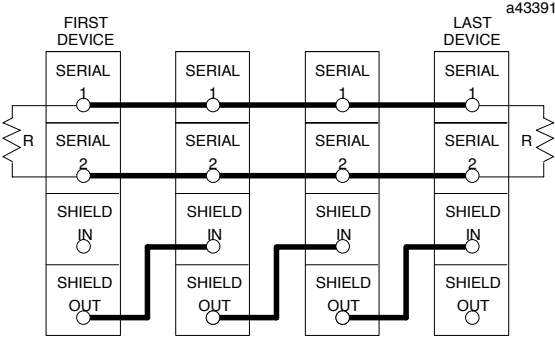 a43391
FIRST
DEVICE
LAST
DEVICE
SERIAL
1
SERIAL
1
SERIAL
1
SERIAL
1
R
SERIAL
2
SERIAL
2
SERIAL
2
SERIAL
2
R
SHIELD
IN
SHIELD
IN
SHIELD
IN
SHIELD
IN
SHIELD
OUT
SHIELD
OUT
SHIELD
OUT
SHIELD
OUT